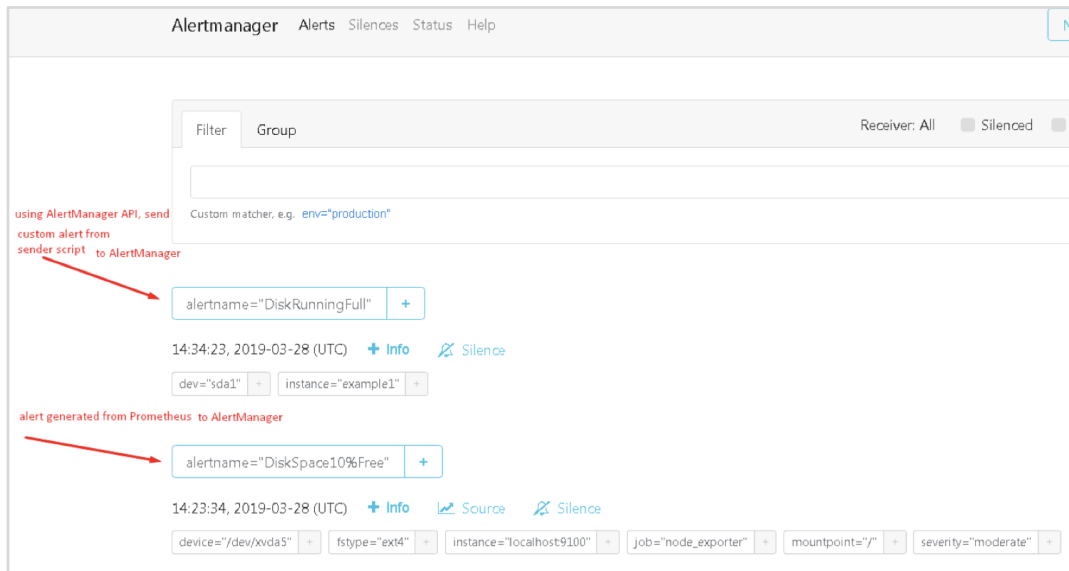 Alertmanager Alerts Silences Status Help
Filter Group Receiver: All Silenced
Custom matcher, e.g. env="production"
using AlertManager API, send
custom alert from
sender script to AlertManager
alertname="DiskRunningFull" +
14:34:23, 2019-03-28 (UTC) + Info Silence
dev="sda1" + instance="example1" +
alert generated from Prometheus to AlertManager
alertname="DiskSpace10%Free" +
14:23:34, 2019-03-28 (UTC) + Info Source Silence
device="/dev/xvda5" + fstype="ext4" + instance="localhost:9100" + job="node_exporter" + mountpoint="/" + severity="moderate" +